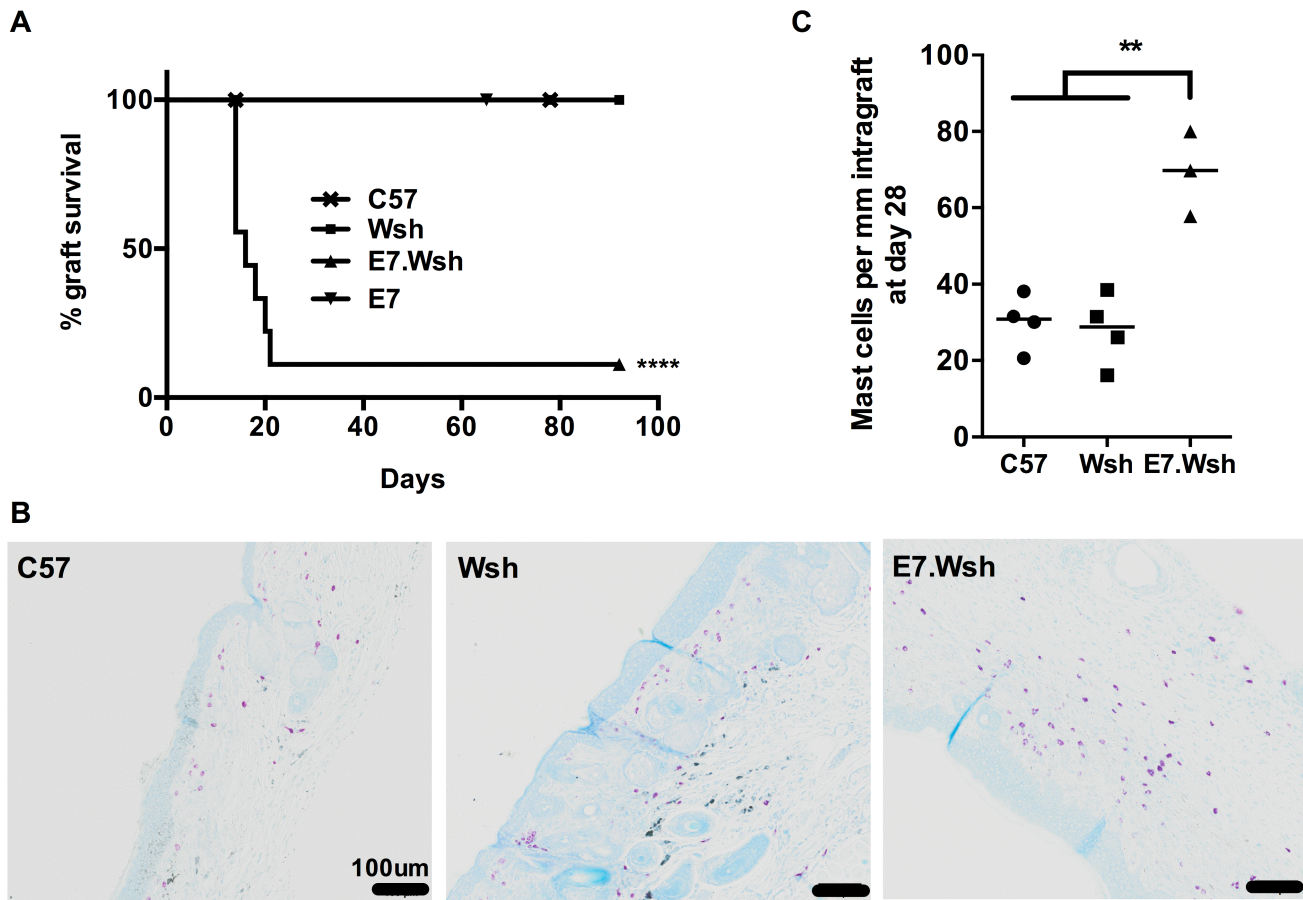 A
100
50
0
% graft survival
C57
Wsh
E7.Wsh
E7
****
0 20 40 60 80 100
Days
C
100
80
60
40
20
0
Mast cells per mm intragraft
at day 28
**
C57 Wsh E7.Wsh
B
C57
100um
Wsh
E7.Wsh